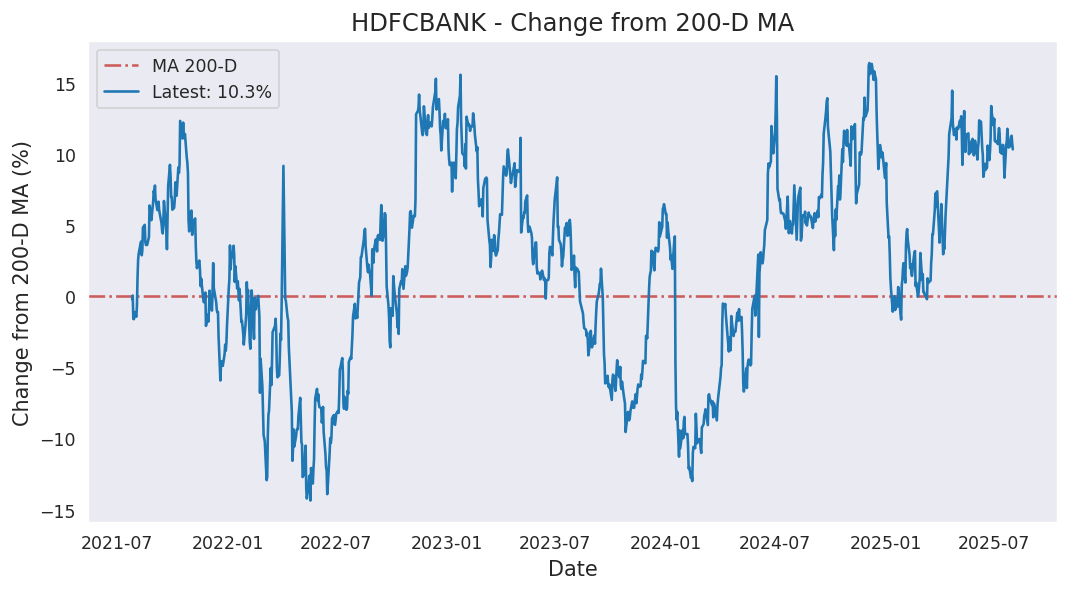 HDFCBANK - Change from 200-D MA
MA 200-D
Latest: 10.3%
Change from 200-D MA (%)
15
10
5
0
−5
−10
−15
2021-07 2022-01 2022-07 2023-01 2023-07 2024-01 2024-07 2025-01 2025-07
Date